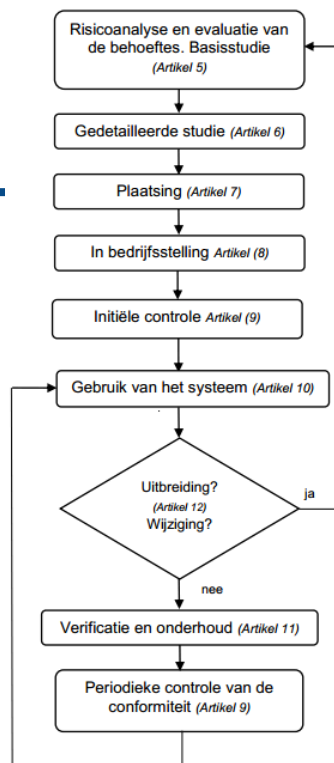 Risicoanalyse en evaluatie van
de behoeftes. Basisstudie
(Artikel 5)
Gedetailleerde studie (Artikel 6)
Plaatsing (Artikel 7)
In bedrijfsstelling Artikel (8)
Initiële controle Artikel (9)
Gebruik van het systeem (Artikel 10)
Uitbreiding?
(Artikel 12)
Wijziging?
ja
nee
Verificatie en onderhoud (Artikel 11)
Periodieke controle van de
conformiteit (Artikel 9)